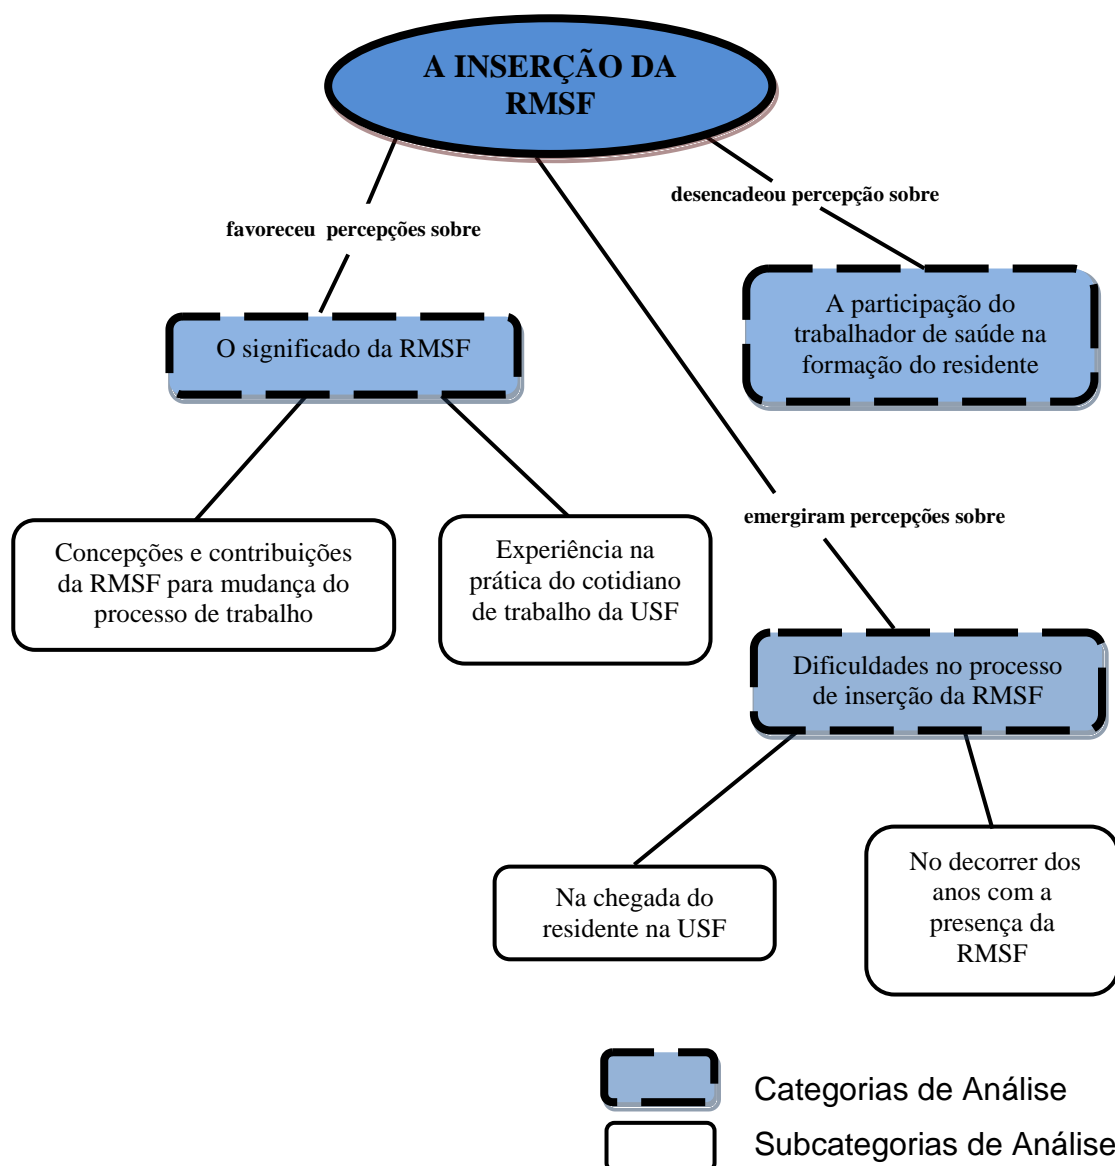 A INSERÇÃO DA
RMSF
desencadeou percepção sobre
favoreceu percepções sobre
A participação do
trabalhador de saúde na
formação do residente
O significado da RMSF
emergiram percepções sobre
Concepções e contribuições
da RMSF para mudança do
processo de trabalho
Experiência na
prática do cotidiano
de trabalho da USF
Dificuldades no processo
de inserção da RMSF
Na chegada do
residente na USF
No decorrer dos
anos com a
presença da
RMSF
Categorias de Análise
Subcategorias de Análise